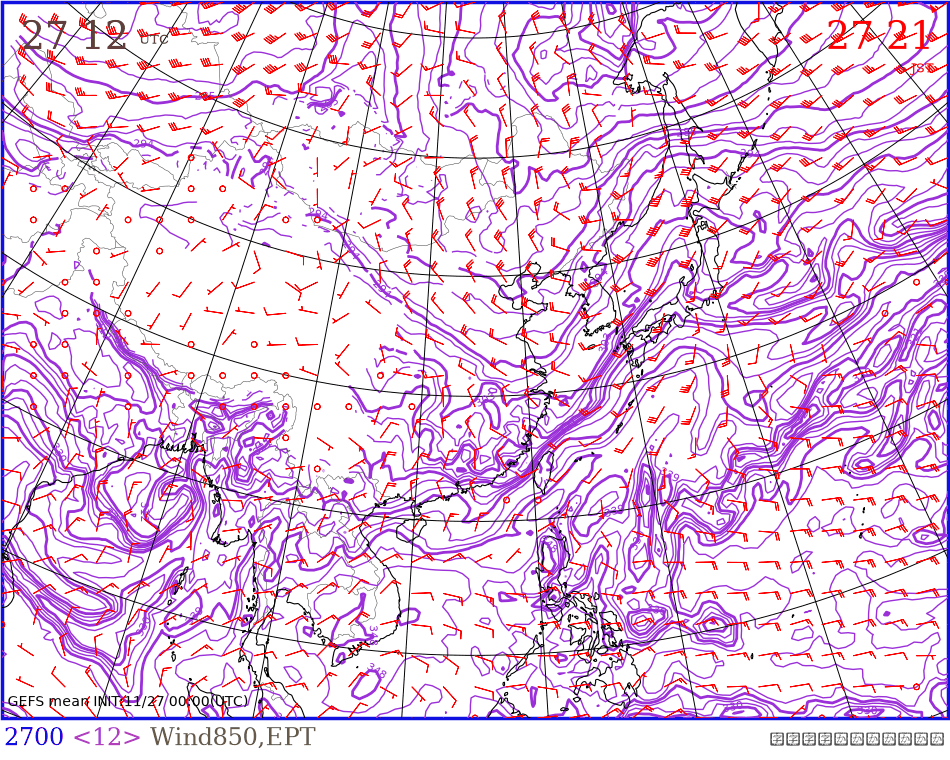 27 12 UTC
27 21
JST
GEFS mean INIT:11/27 00:00(UTC)
2700 <12> Wind850,EPT